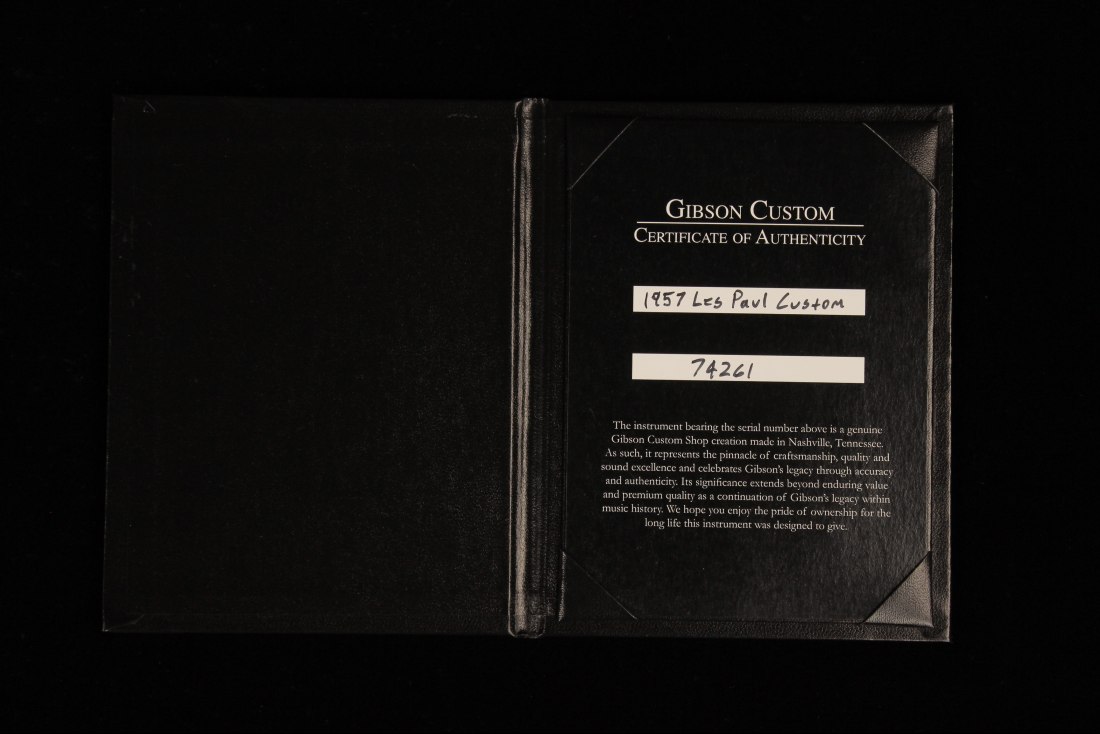 GIBSON CUSTOM
CERTIFICATE OF AUTHENTICITY
1957 Les Paul Custom
74261
The instrument bearing the serial number above is a genuine
Gibson Custom Shop creation made in Nashville, Tennessee.
As such, it represents the pinnacle of craftsmanship, quality and
sound excellence and celebrates Gibson's legacy through accuracy
and authenticity. Its significance extends beyond enduring value
and premium quality as a continuation of Gibson's legacy within
music history. We hope you enjoy the pride of ownership for the
long life this instrument was designed to give.